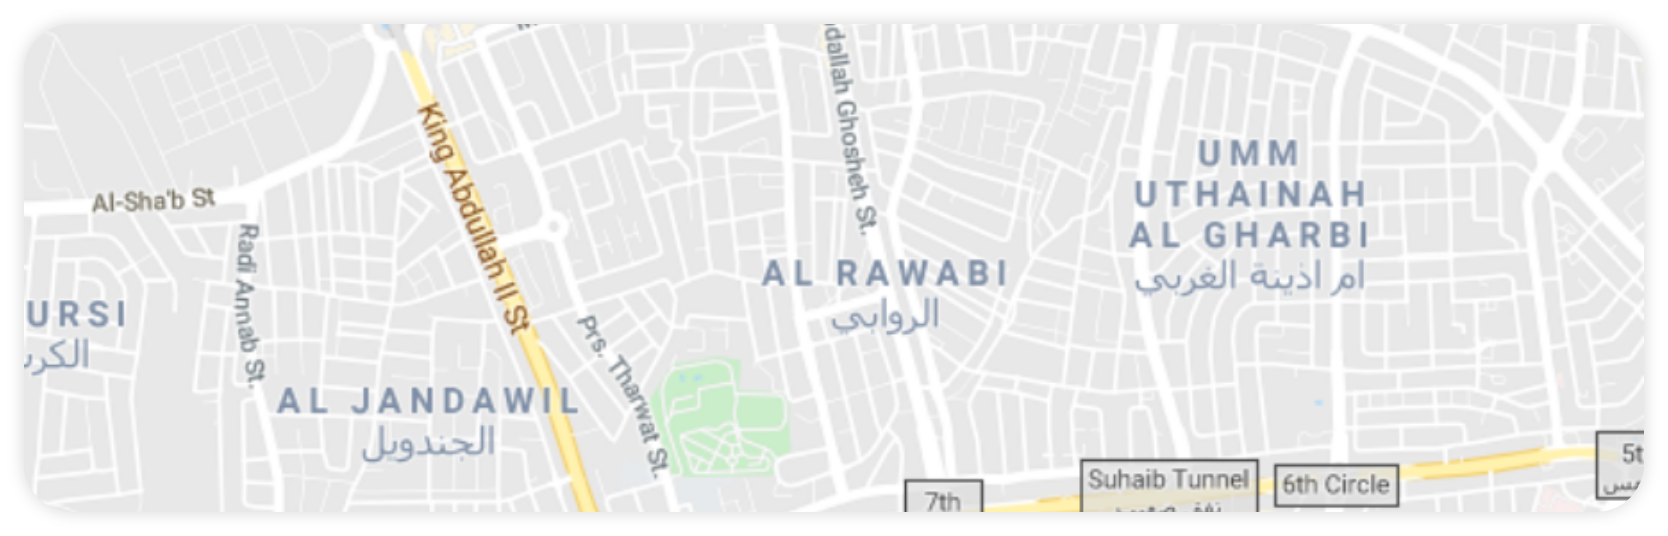 dallah Ghosheh St.
King Abdullah II St
Al-Sha'b St
Radi Annab St.
UMM
UTHAINAH
AL GHARBI
ام اذينة الغربي
AL RAWABI
الروابي
URSI
الكر
Prs. Tharwat St.
AL JANDAWIL
الجندويل
Suhaib Tunnel
6th Circle
7th
5t